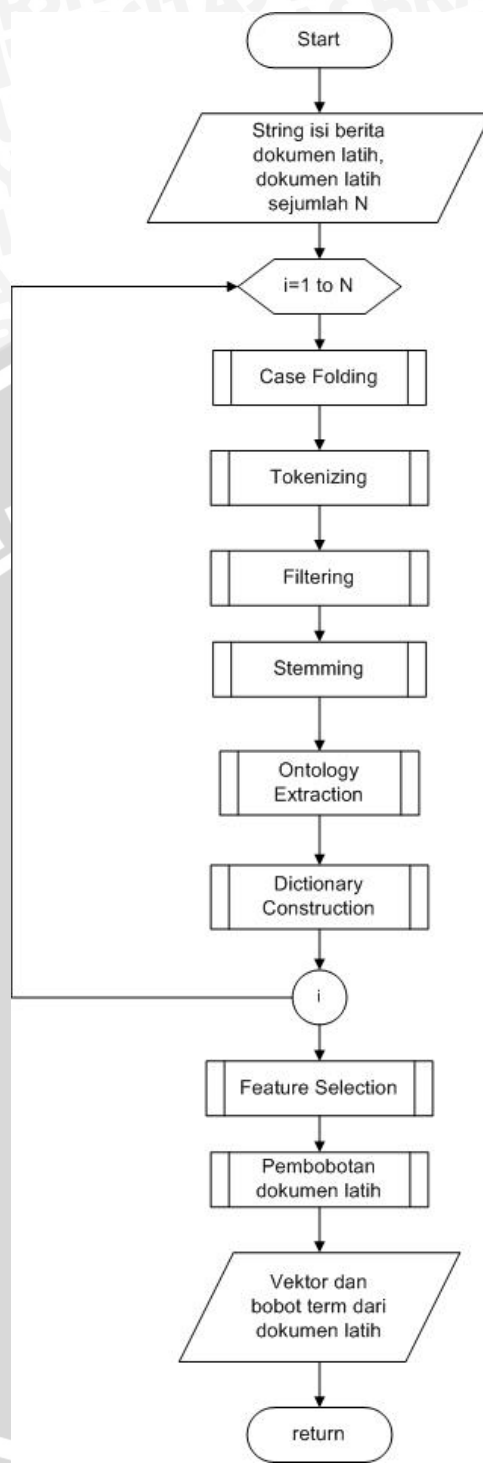 Start
String isi berita
dokumen latih,
dokumen latih
sejumlah N
i=1 to N
Case Folding
Tokenizing
Filtering
Stemming
Ontology
Extraction
Dictionary
Construction
i
Feature Selection
Pembobotan
dokumen latih
Vektor dan
bobot term dari
dokumen latih
return